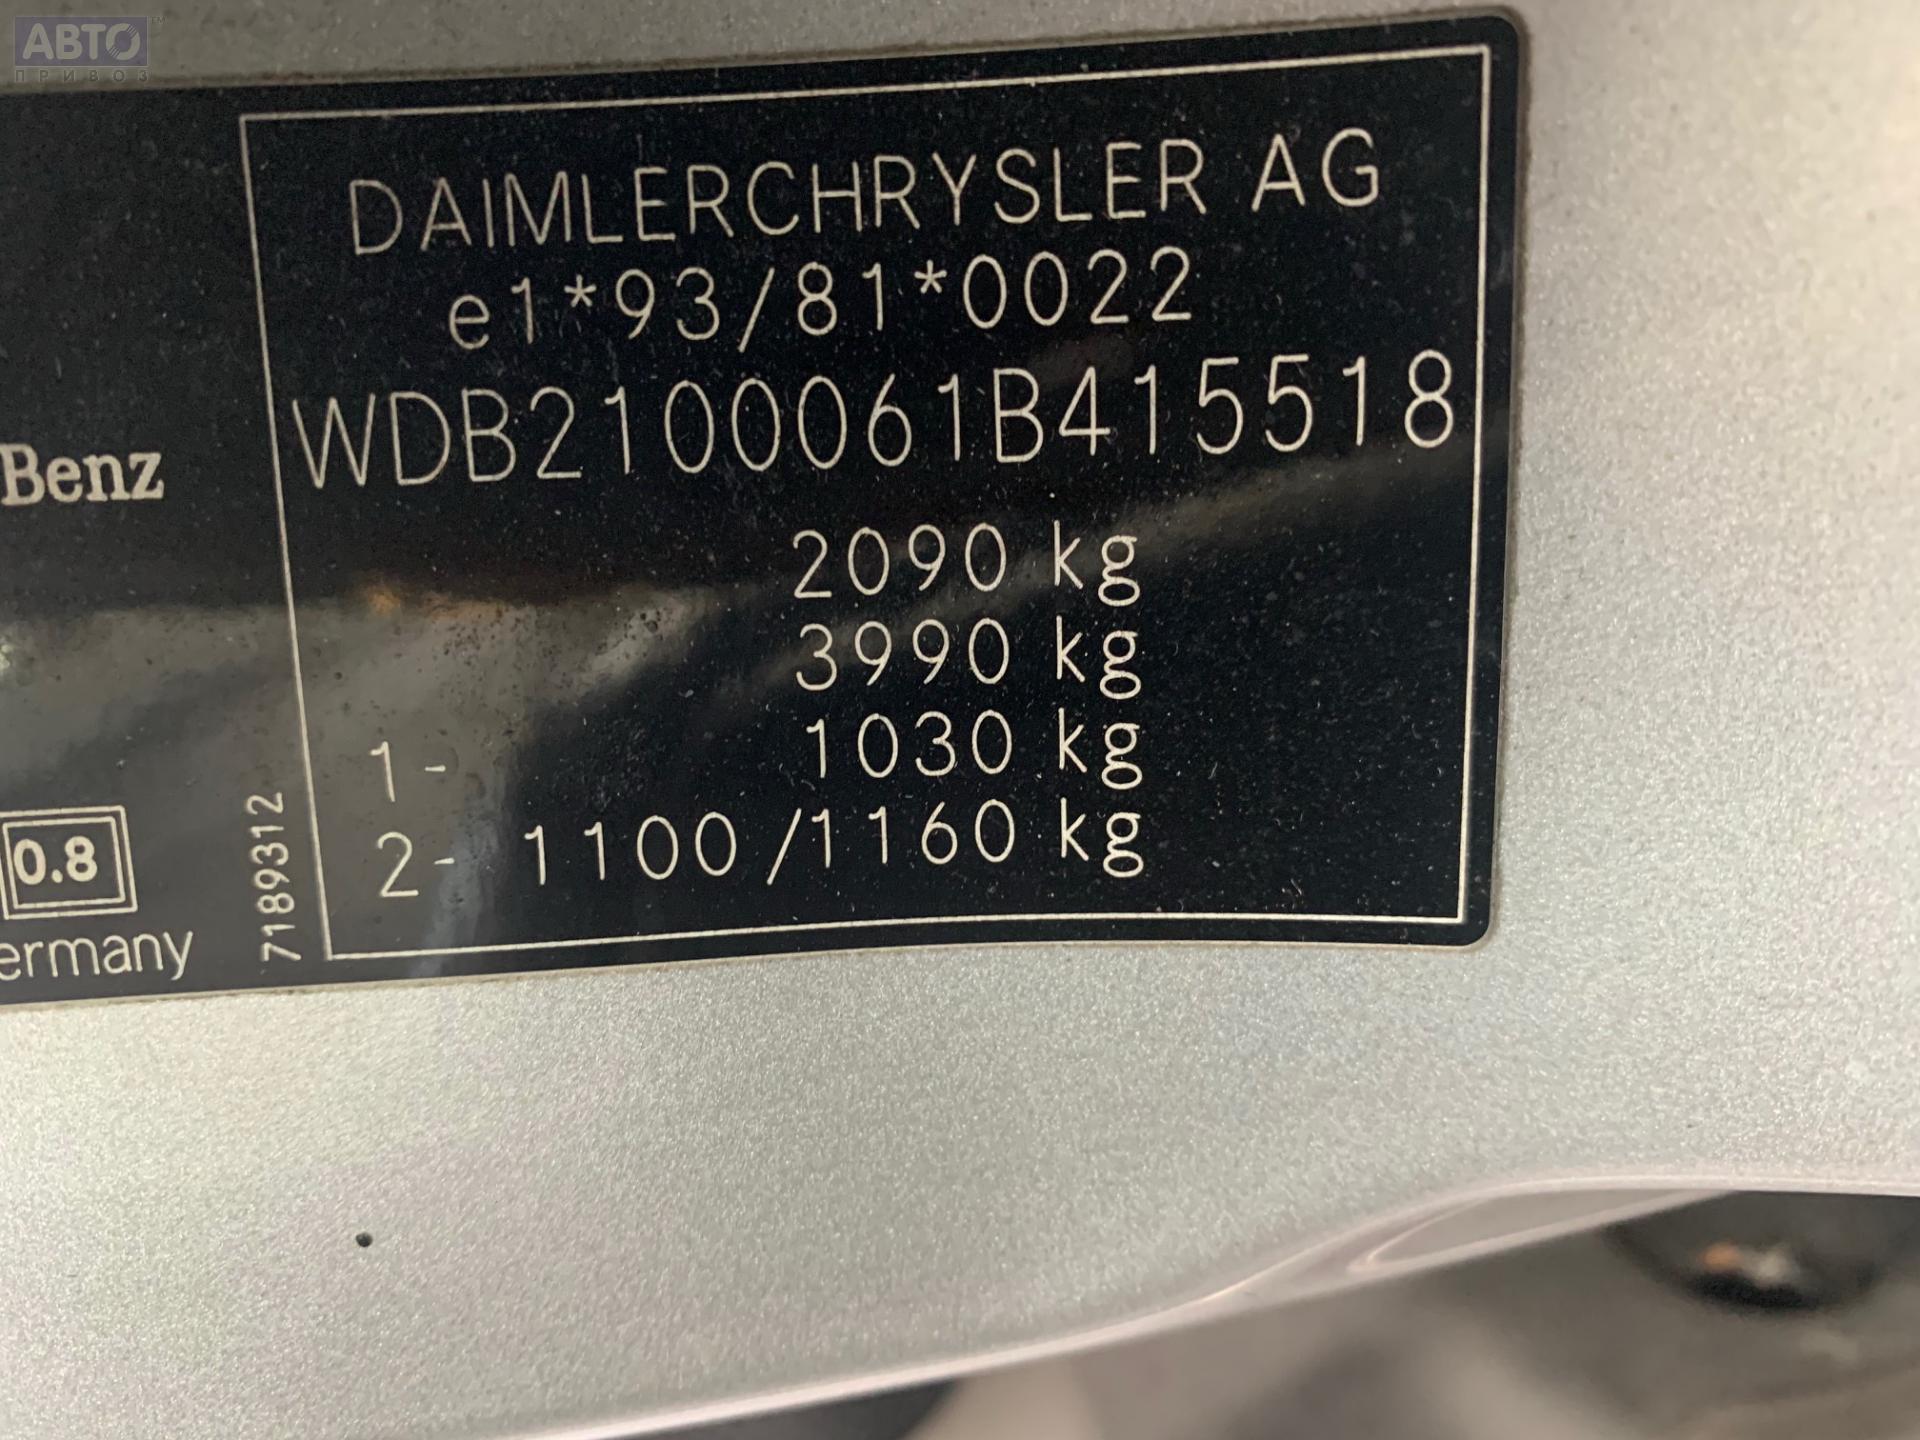 АВТО
ПРИВОЗ
DAIMLERCHRYSLER AG
e1*93/81*0022
WDB2100061B415518
Benz
2090 kg
3990 kg
1- 1030 kg
2- 1100/1160 kg
0.8
ermany
7189312